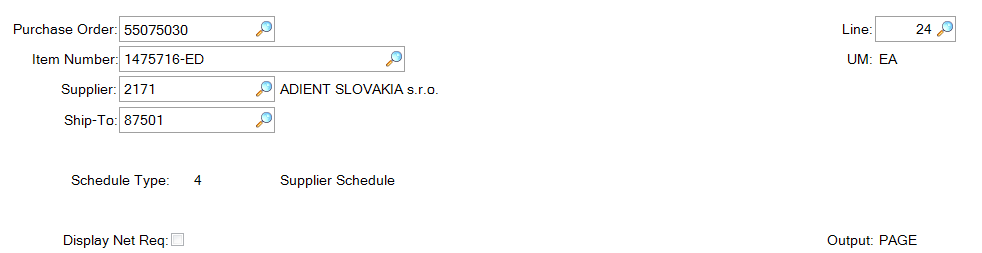 Purchase Order: 55075030 Line: 24
Item Number: 1475716-ED UM: EA
Supplier: 2171 ADIENT SLOVAKIA s.r.o.
Ship-To: 87501
Schedule Type: 4 Supplier Schedule
Display Net Req: Output: PAGE